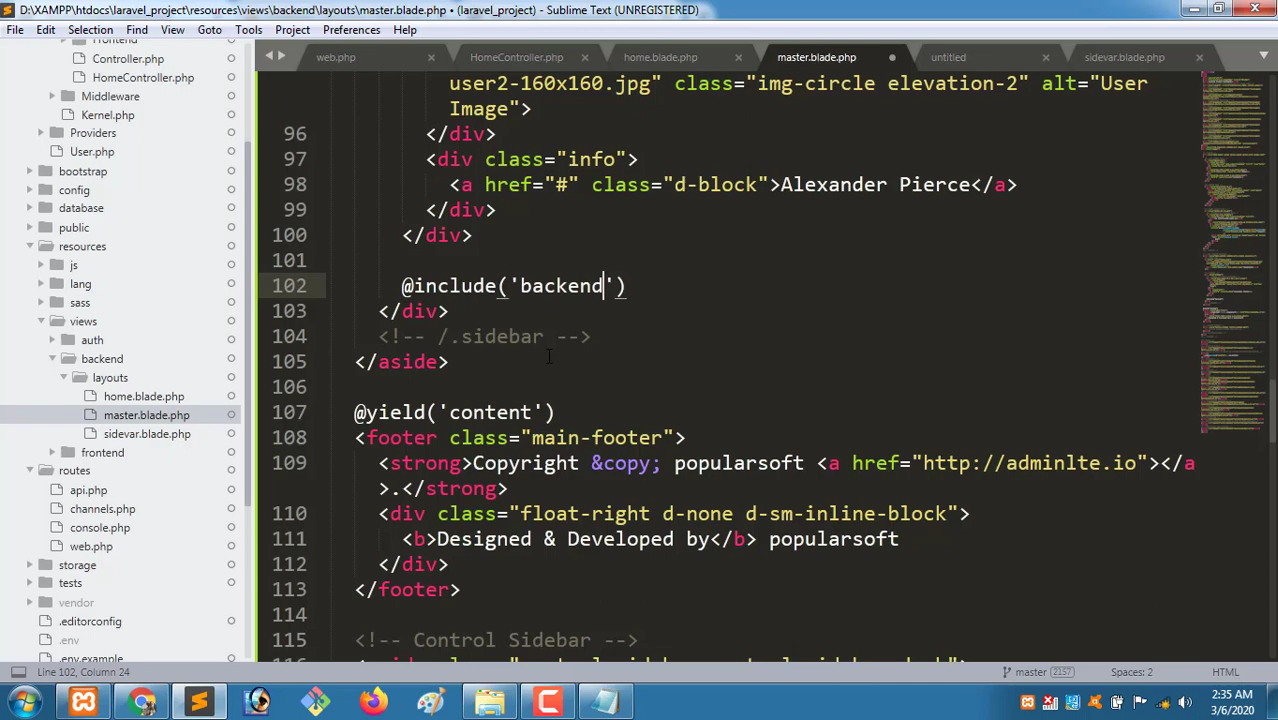 D:\XAMPP\htdocs\laravel_project\resources\views\backend\layouts\master.blade.php • (laravel_project) - Sublime Text (UNREGISTERED)
File Edit Selection Find View Goto Tools Project Preferences Help
web.php HomeController.php home.blade.php master.blade.php untitled sidevar.blade.php
Controller.php
HomeController.php
Middleware
Kernel.php
Providers
User.php
bootstrap
config
database
public
resources
js
lang
sass
views
auth
backend
layouts
home.blade.php
master.blade.php
sidevar.blade.php
frontend
routes
api.php
channels.php
console.php
web.php
storage
tests
vendor
.editorconfig
.env
.env.example
user2-160x160.jpg" class="img-circle elevation-2" alt="User
Image">
96 </div>
97 <div class="info">
98 <a href="#" class="d-block">Alexander Pierce</a>
99 </div>
100 </div>
101
102 @include('backend')
103 </div>
104 <!-- /.sidebar -->
105 </aside>
106
107 @yield('content')
108 <footer class="main-footer">
109 <strong>Copyright &copy; popularsoft <a href="http://adminlte.io"></a
>.</strong>
110 <div class="float-right d-none d-sm-inline-block">
111 <b>Designed & Developed by</b> popularsoft
112 </div>
113 </footer>
114
115 <!-- Control Sidebar -->
Line 102, Column 24 master 2137 Spaces: 2 HTML
2:35 AM
3/6/2020